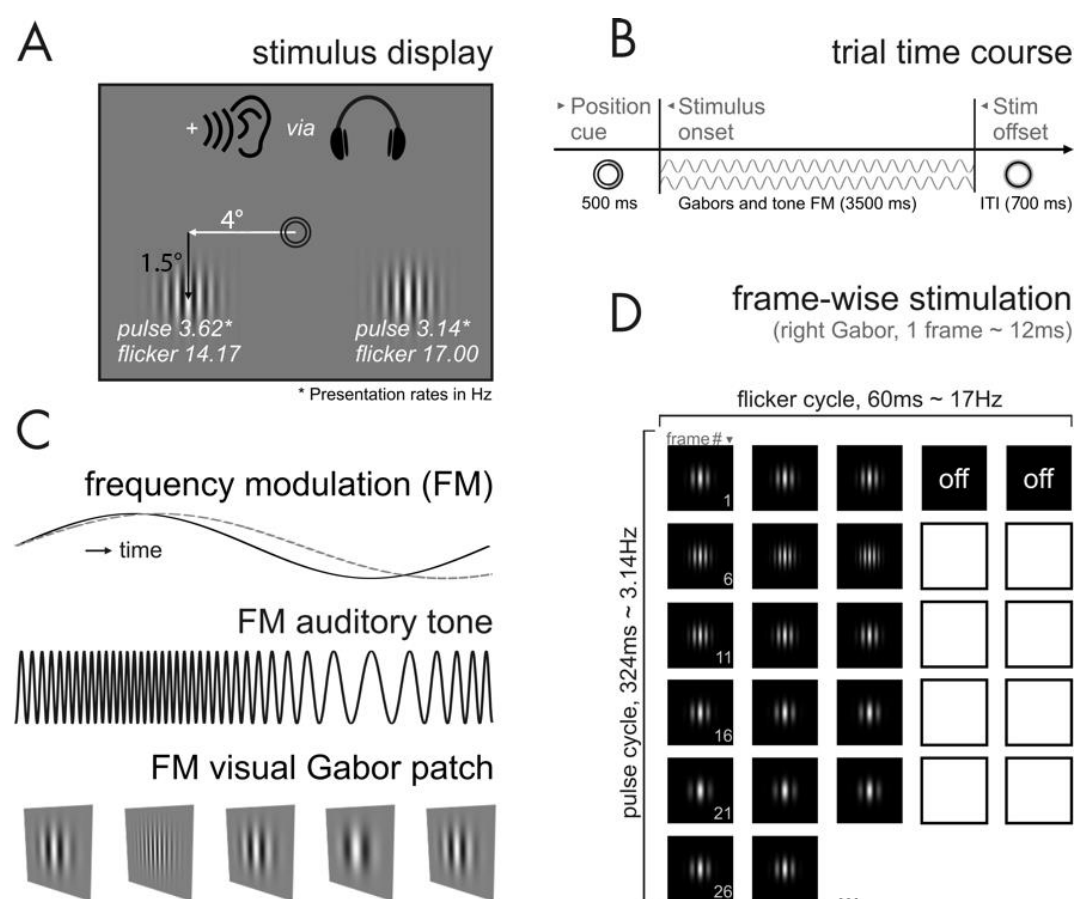 A
stimulus display
+ via
4°
1.5°
pulse 3.62*
flicker 14.17
pulse 3.14*
flicker 17.00
* Presentation rates in Hz
B
trial time course
Position
cue
Stimulus
onset
Stim
offset
500 ms
Gabors and tone FM (3500 ms)
ITI (700 ms)
C
frequency modulation (FM)
time
FM auditory tone
FM visual Gabor patch
D
frame-wise stimulation
(right Gabor, 1 frame ~ 12ms)
flicker cycle, 60ms ~ 17Hz
pulse cycle, 324ms ~ 3.14Hz
frame #
1
off
off
6
11
16
21
26
...